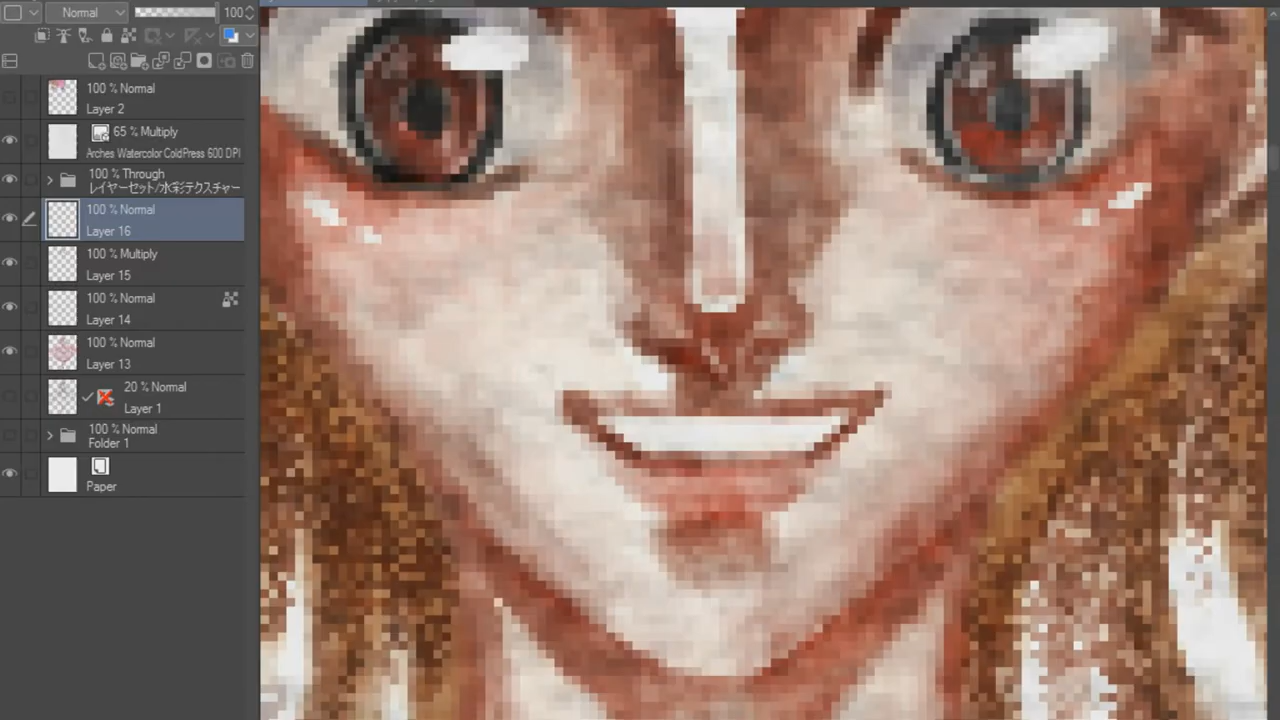 Normal 100
100 % Normal
Layer 2
65 % Multiply
Arches Watercolor ColdPress 600 DPI
100 % Through
レイヤーセット/水彩テクスチャー
100 % Normal
Layer 16
100 % Multiply
Layer 15
100 % Normal
Layer 14
100 % Normal
Layer 13
20 % Normal
Layer 1
100 % Normal
Folder 1
Paper